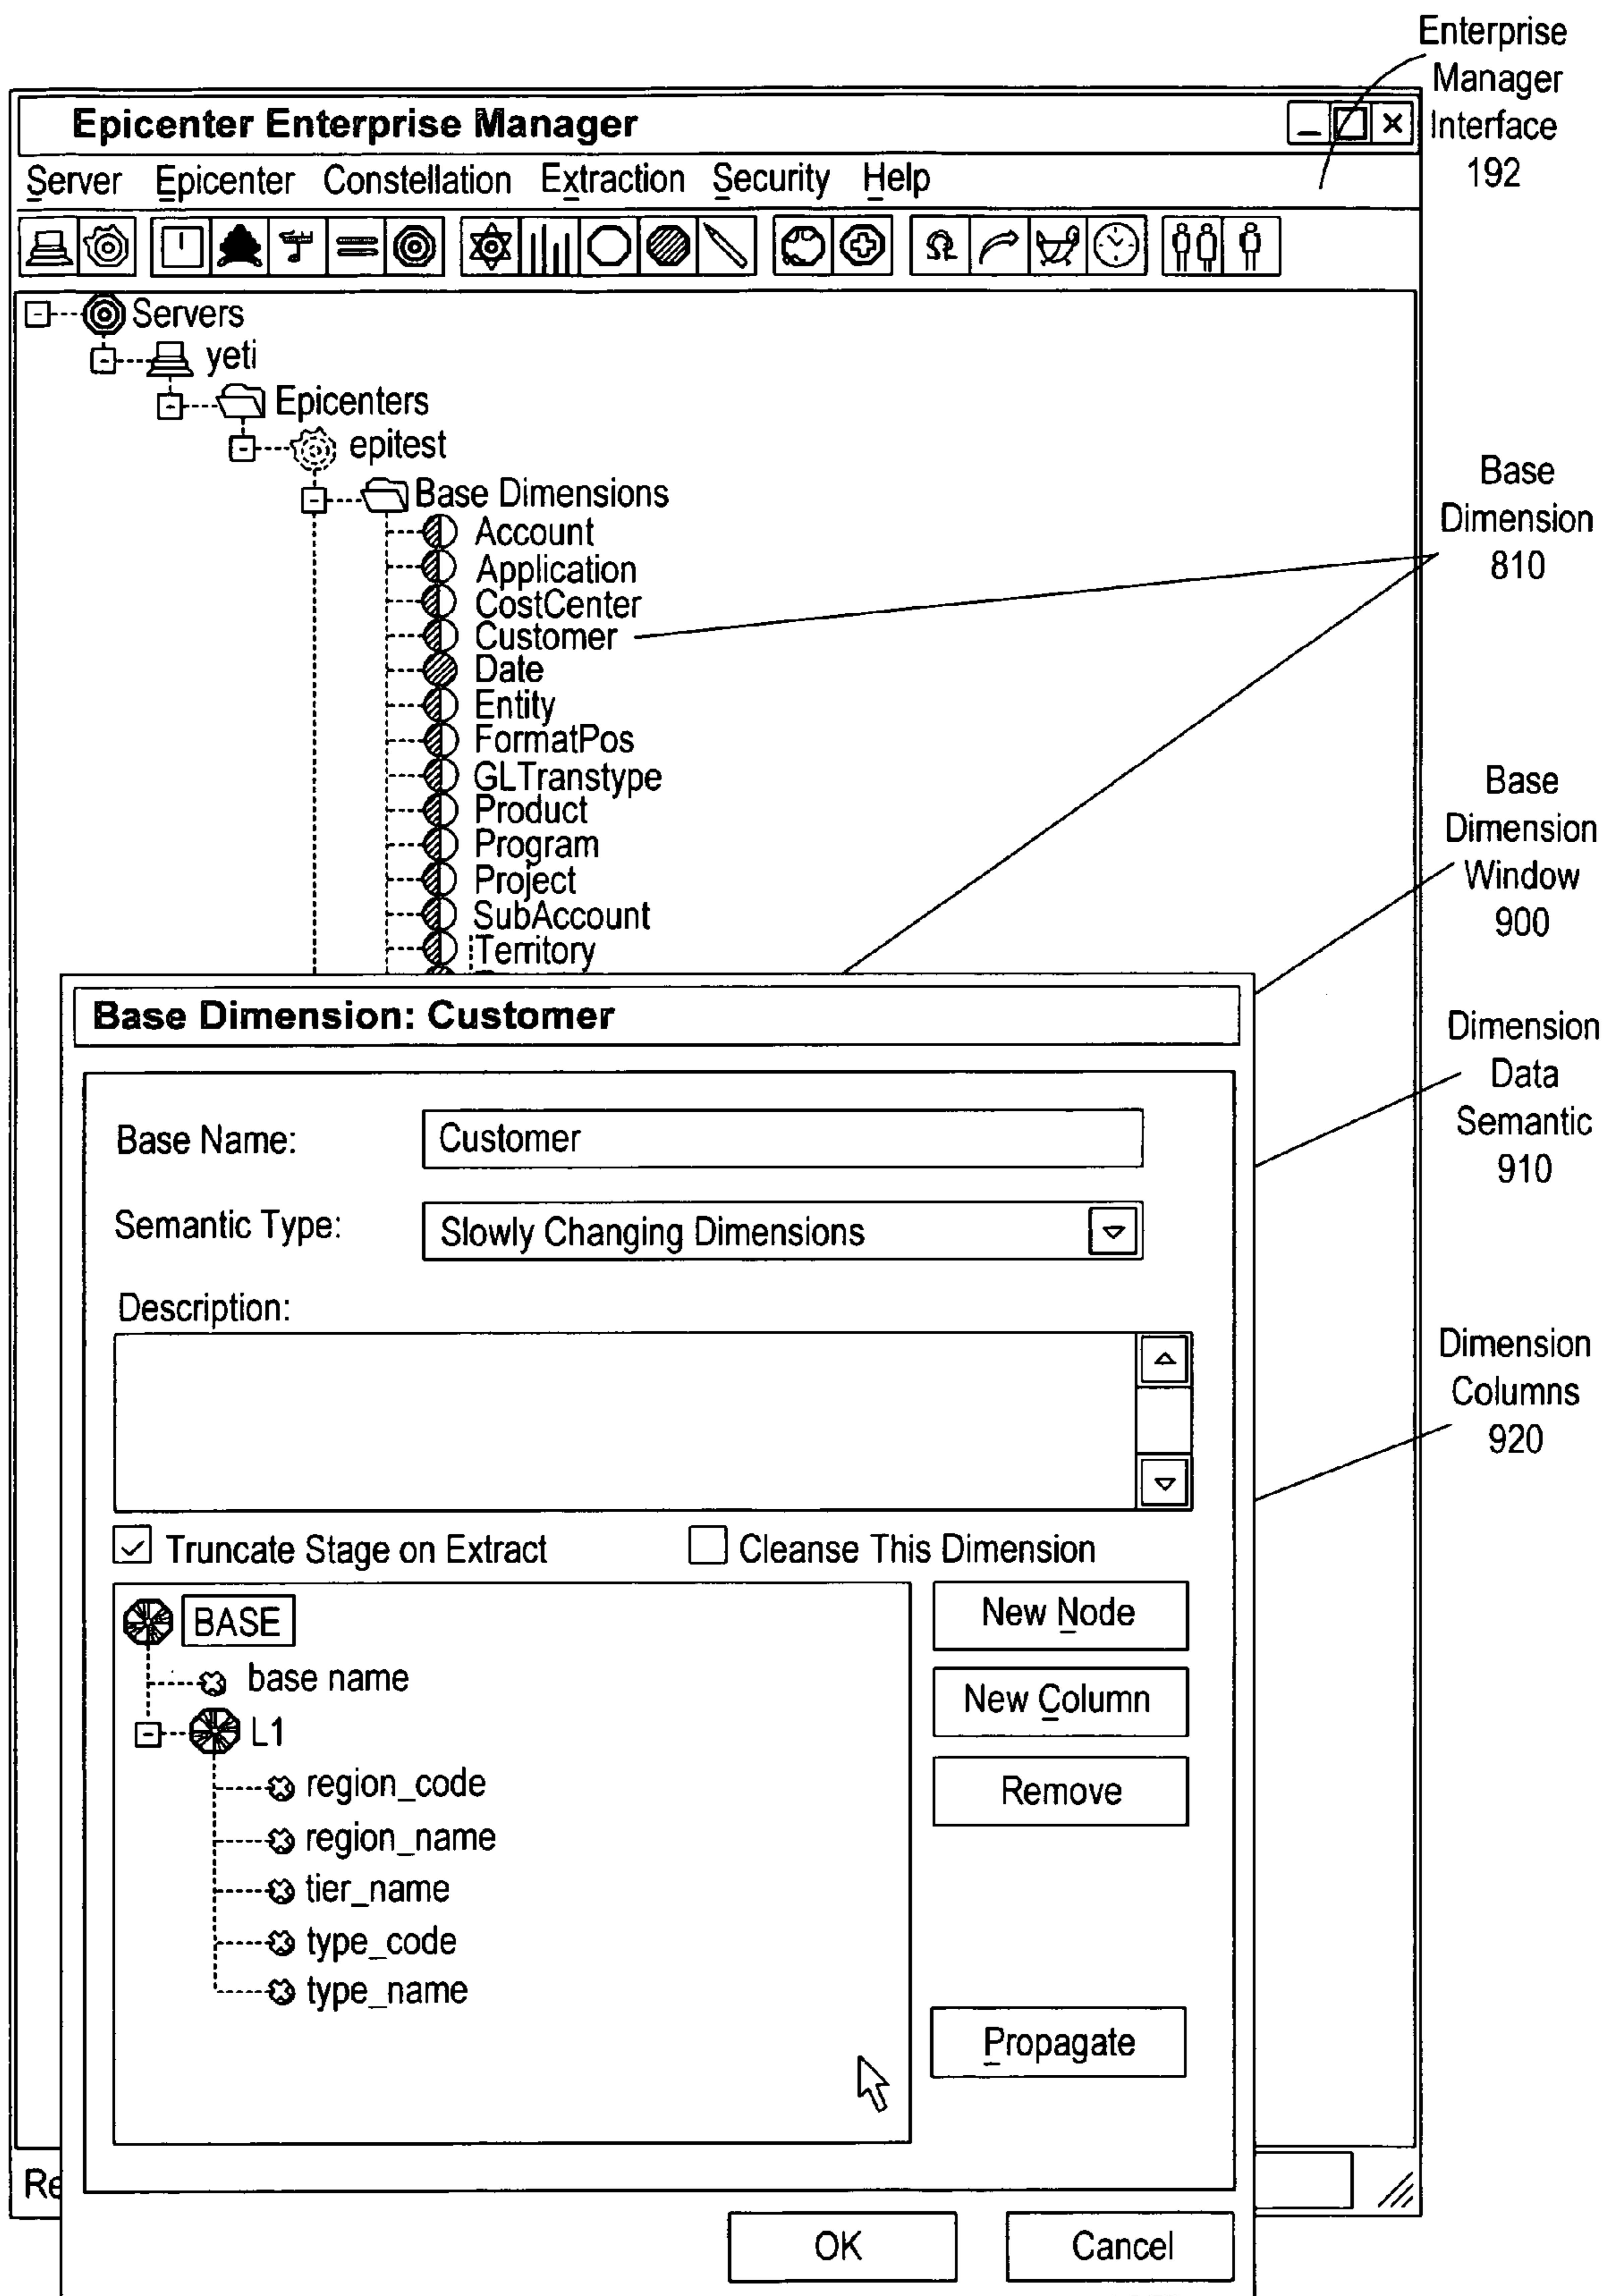 Enterprise
Manager
Interface
192
Epicenter Enterprise Manager
Server Epicenter Constellation Extraction Security Help
Servers
yeti
Epicenters
epitest
Base Dimensions
Account
Application
CostCenter
Customer
Date
Entity
FormatPos
GLTranstype
Product
Program
Project
SubAccount
Territory
Base
Dimension
810
Base
Dimension
Window
900
Dimension
Data
Semantic
910
Dimension
Columns
920
Base Dimension: Customer
Base Name: Customer
Semantic Type: Slowly Changing Dimensions
Description:
Truncate Stage on Extract Cleanse This Dimension
BASE
base name
L1
region_code
region_name
tier_name
type_code
type_name
New Node
New Column
Remove
Propagate
Re
OK Cancel